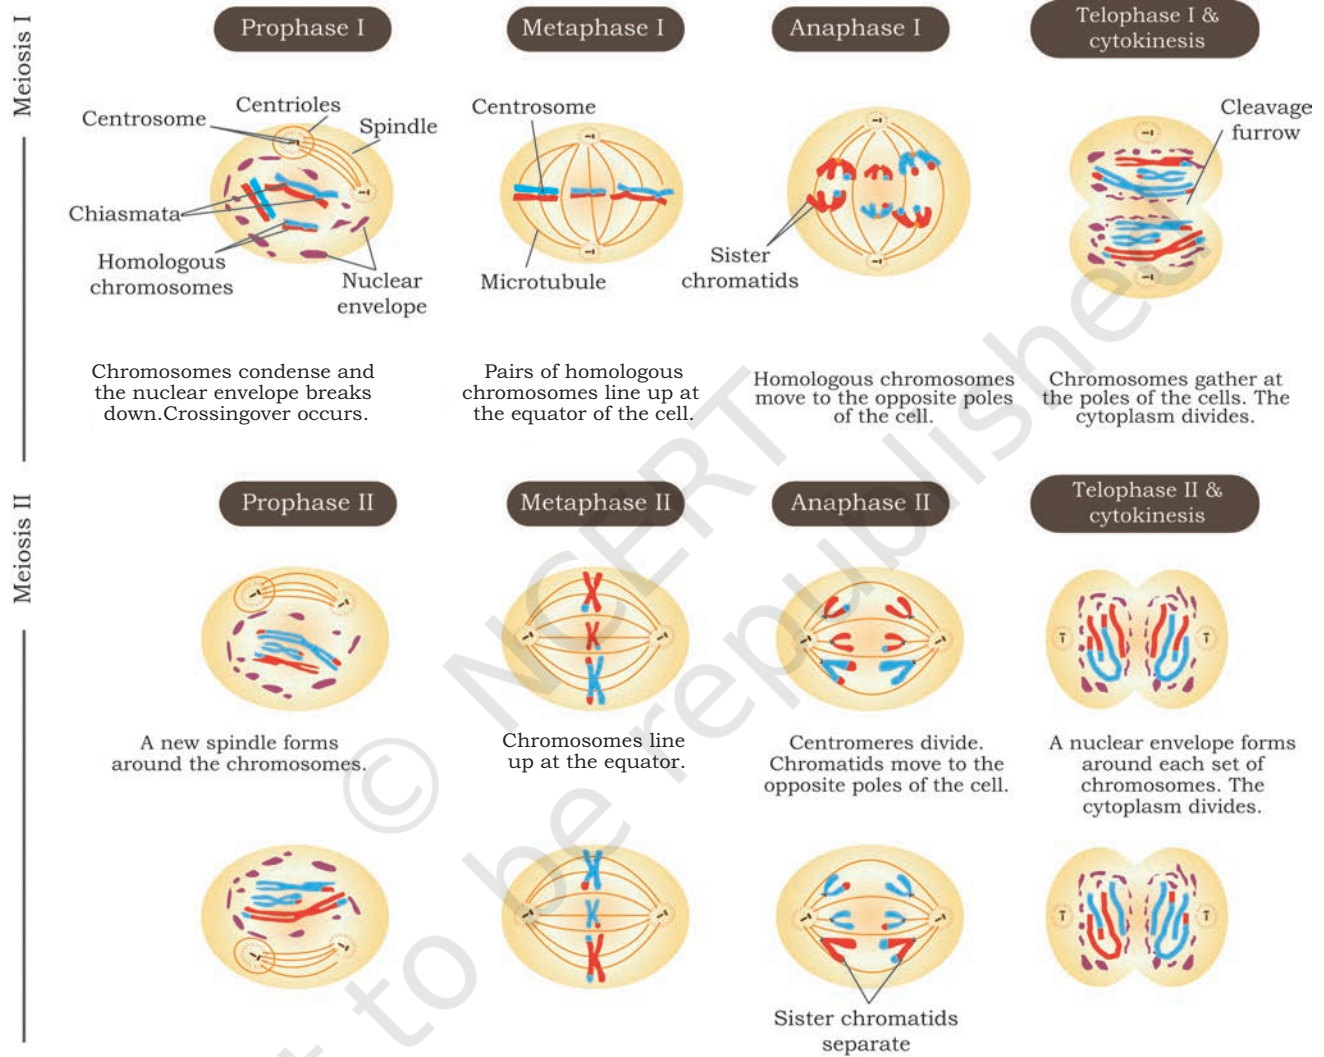 Meiosis I
Prophase I
Metaphase I
Anaphase I
Telophase I &
cytokinesis
Centrosome
Centrioles
Spindle
Chiasmata
Homologous
chromosomes
Nuclear
envelope
Centrosome
Microtubule
Sister
chromatids
Cleavage
furrow
Chromosomes condense and
the nuclear envelope breaks
down.Crossingover occurs.
Pairs of homologous
chromosomes line up at
the equator of the cell.
Homologous chromosomes
move to the opposite poles
of the cell.
Chromosomes gather at
the poles of the cells. The
cytoplasm divides.
Meiosis II
Prophase II
Metaphase II
Anaphase II
Telophase II &
cytokinesis
A new spindle forms
around the chromosomes.
Chromosomes line
up at the equator.
Centromeres divide.
Chromatids move to the
opposite poles of the cell.
A nuclear envelope forms
around each set of
chromosomes. The
cytoplasm divides.
Sister chromatids
separate
© NCERT
not to be republished